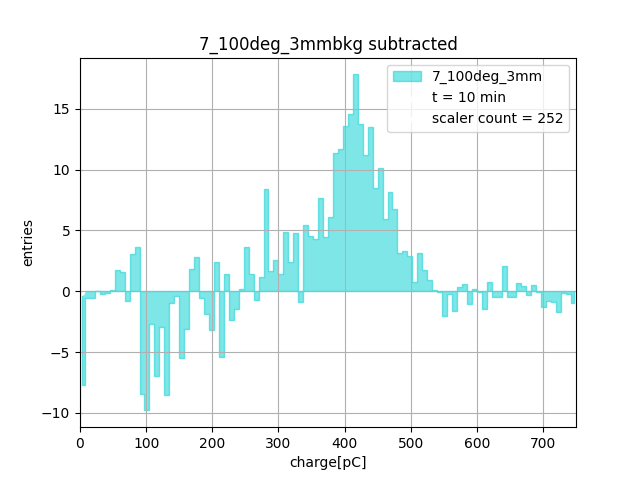 7_100deg_3mmbkg subtracted
7_100deg_3mm
t = 10 min
scaler count = 252
entries
15
10
5
0
−5
−10
0 100 200 300 400 500 600 700
charge[pC]